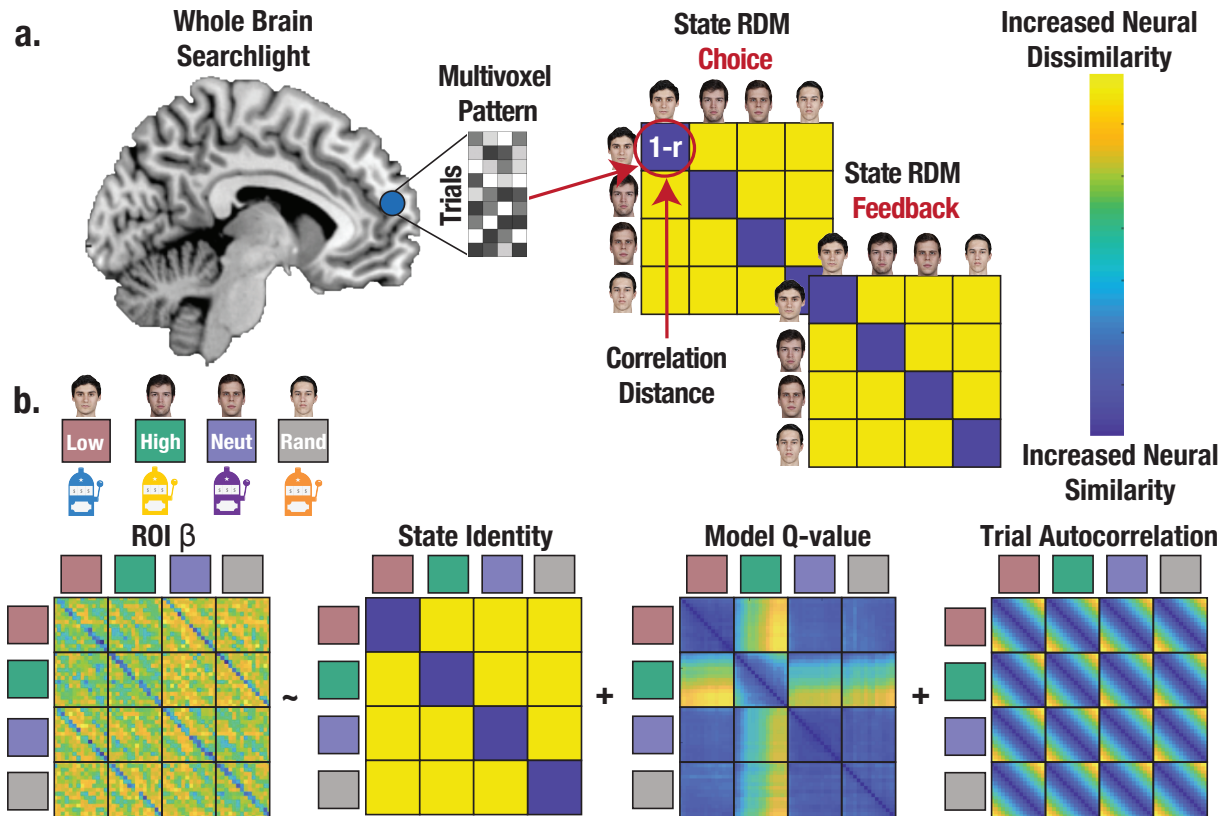 a.
Whole Brain
Searchlight
Multivoxel
Pattern
Trials
State RDM
Choice
1-r
State RDM
Feedback
Correlation
Distance
Increased Neural
Dissimilarity
Increased Neural
Similarity
b.
Low High Neut Rand
ROI β
~
State Identity
+
Model Q-value
+
Trial Autocorrelation